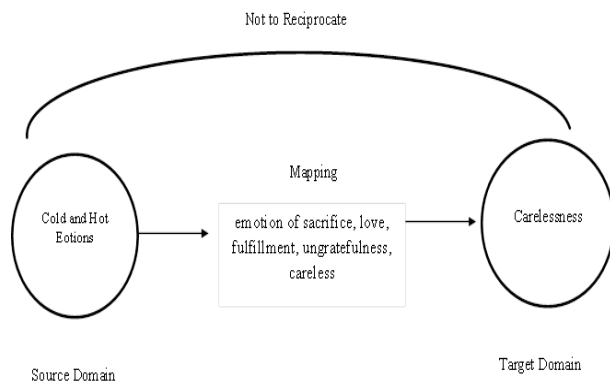 Not to Reciprocate
Mapping
Cold and Hot
Eotions
emotion of sacrifice, love,
fulfillment, ungratefulness,
careless
Carelessness
Source Domain
Target Domain